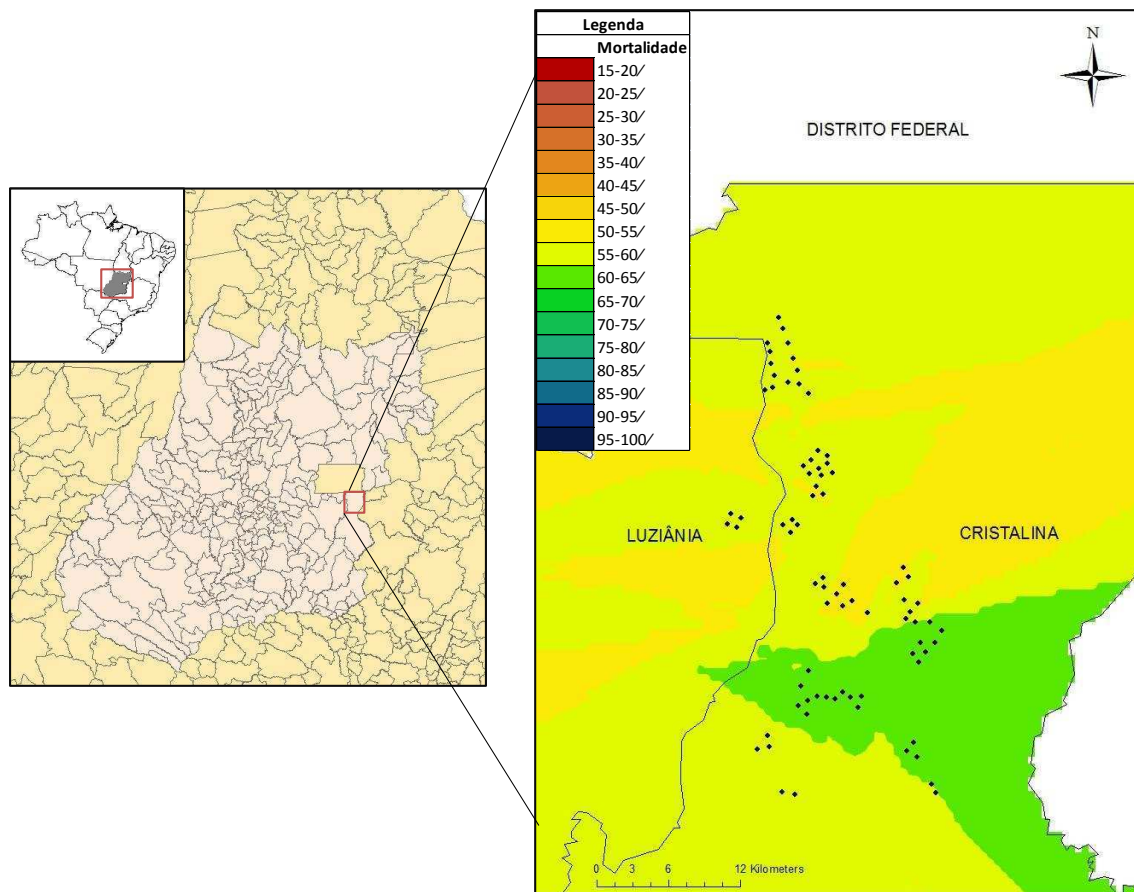 Legenda
Mortalidade
15-20⁄
20-25⁄
25-30⁄
30-35⁄
35-40⁄
40-45⁄
45-50⁄
50-55⁄
55-60⁄
60-65⁄
65-70⁄
70-75⁄
75-80⁄
80-85⁄
85-90⁄
90-95⁄
95-100⁄
N
DISTRITO FEDERAL
LUZIÂNIA
CRISTALINA
0 3 6 12 Kilometers